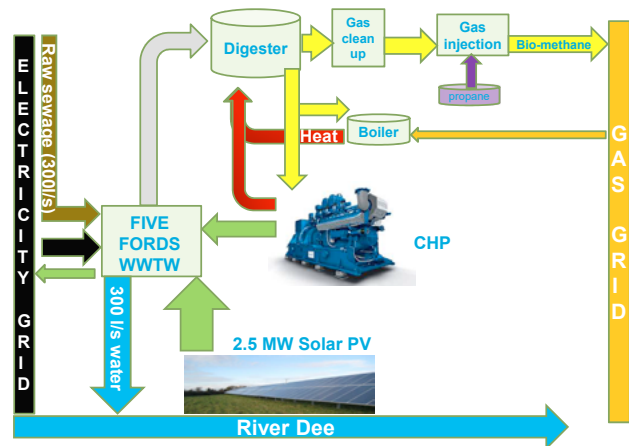 ELECTRICITY GRID
Raw sewage (300l/s)
Digester
Gas
clean
up
Gas
injection
Bio-methane
propane
Heat
Boiler
GAS GRID
FIVE
FORDS
WWTW
CHP
300 l/s water
2.5 MW Solar PV
River Dee